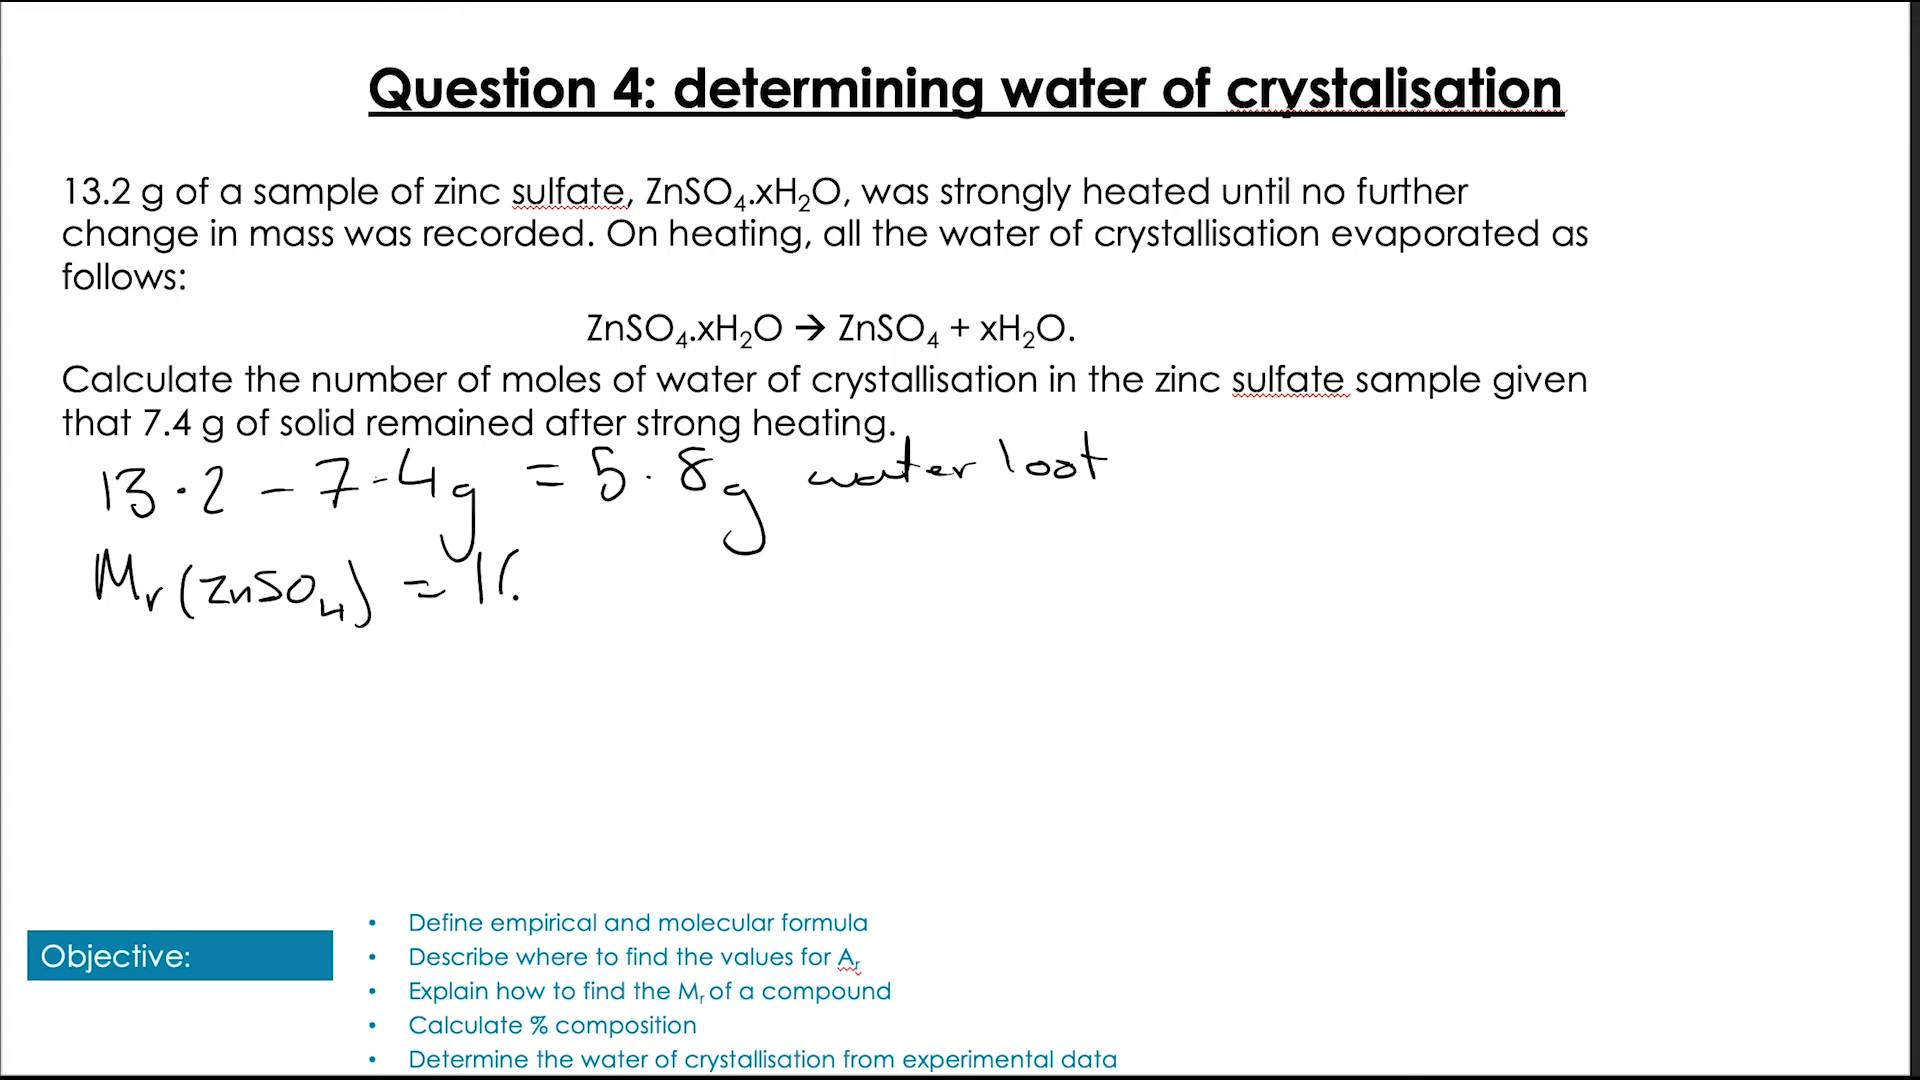 Question 4: determining water of crystalisation
13.2 g of a sample of zinc sulfate, ZnSO₄.xH₂O, was strongly heated until no further
change in mass was recorded. On heating, all the water of crystallisation evaporated as
follows:
ZnSO₄.xH₂O → ZnSO₄ + xH₂O.
Calculate the number of moles of water of crystallisation in the zinc sulfate sample given
that 7.4 g of solid remained after strong heating.
13.2 - 7.4g = 5.8g water lost
Mᵣ (ZnSO₄) = 1
Objective:
• Define empirical and molecular formula
• Describe where to find the values for Aᵣ
• Explain how to find the Mᵣ of a compound
• Calculate % composition
• Determine the water of crystallisation from experimental data